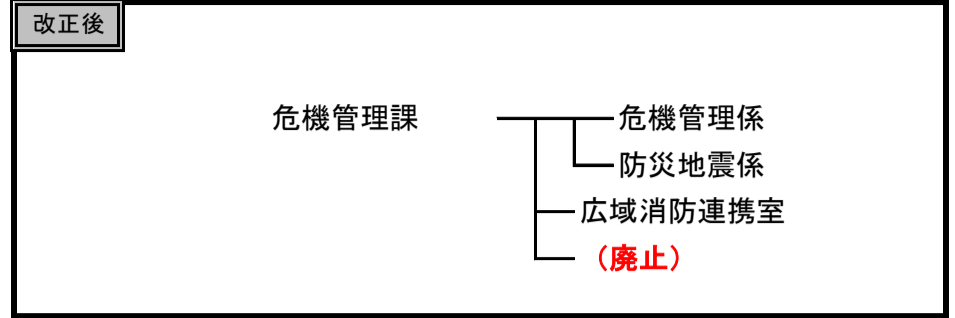 改正後
危機管理課 危機管理係
防災地震係
広域消防連携室
（廃止）